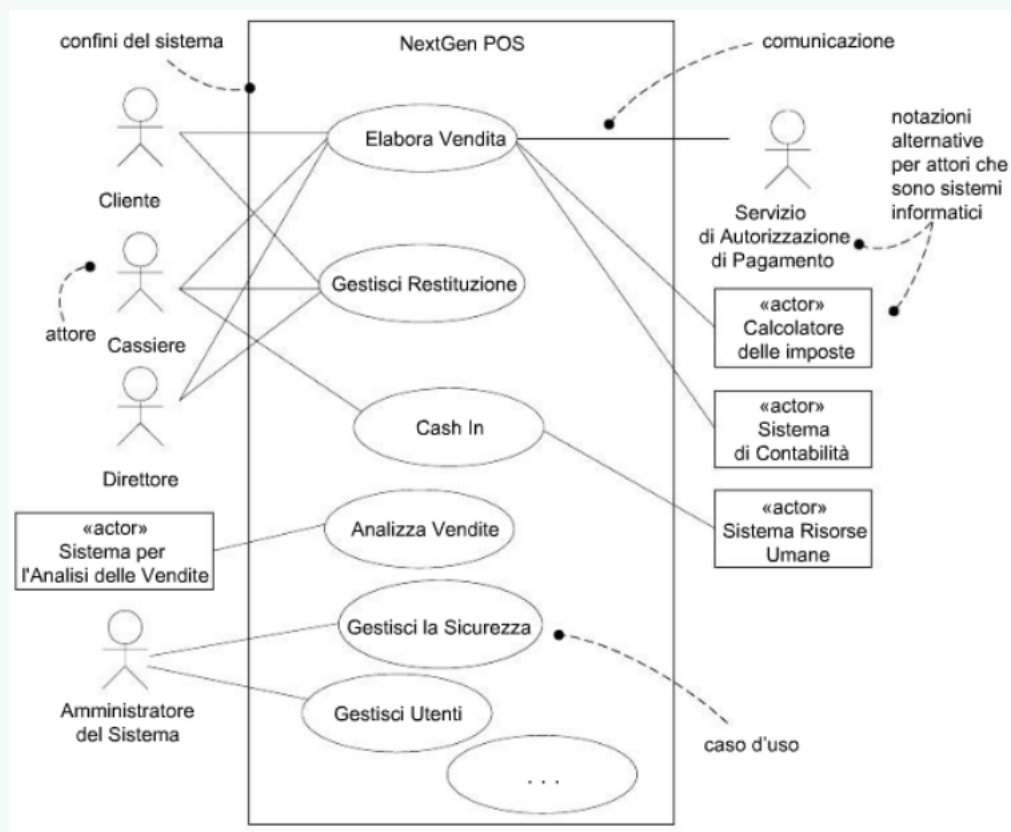 confini del sistema
NextGen POS
comunicazione
Cliente
Elabora Vendita
Servizio
di Autorizzazione
di Pagamento
notazioni
alternative
per attori che
sono sistemi
informatici
attore
Cassiere
Gestisci Restituzione
«actor»
Calcolatore
delle imposte
Direttore
Cash In
«actor»
Sistema
di Contabilità
«actor»
Sistema per
l'Analisi delle Vendite
Analizza Vendite
«actor»
Sistema Risorse
Umane
Gestisci la Sicurezza
Amministratore
del Sistema
Gestisci Utenti
caso d'uso
. . .